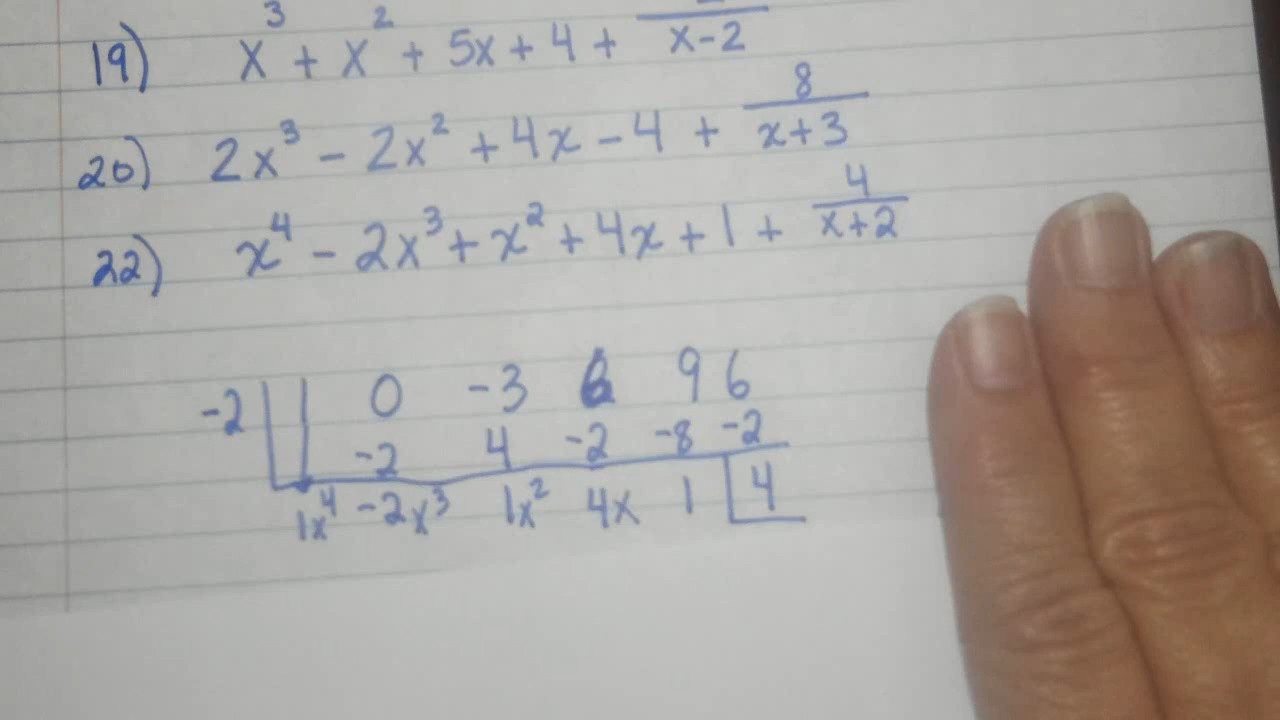 19) x³ + x² + 5x + 4 + /(x-2)
20) 2x³ - 2x² + 4x - 4 + 8/(x+3)
22) x⁴ - 2x³ + x² + 4x + 1 + 4/(x+2)
-2 | 1 0 -3 6 9 6
-2 4 -2 -8 -2
1x⁴ -2x³ 1x² 4x 1 | 4